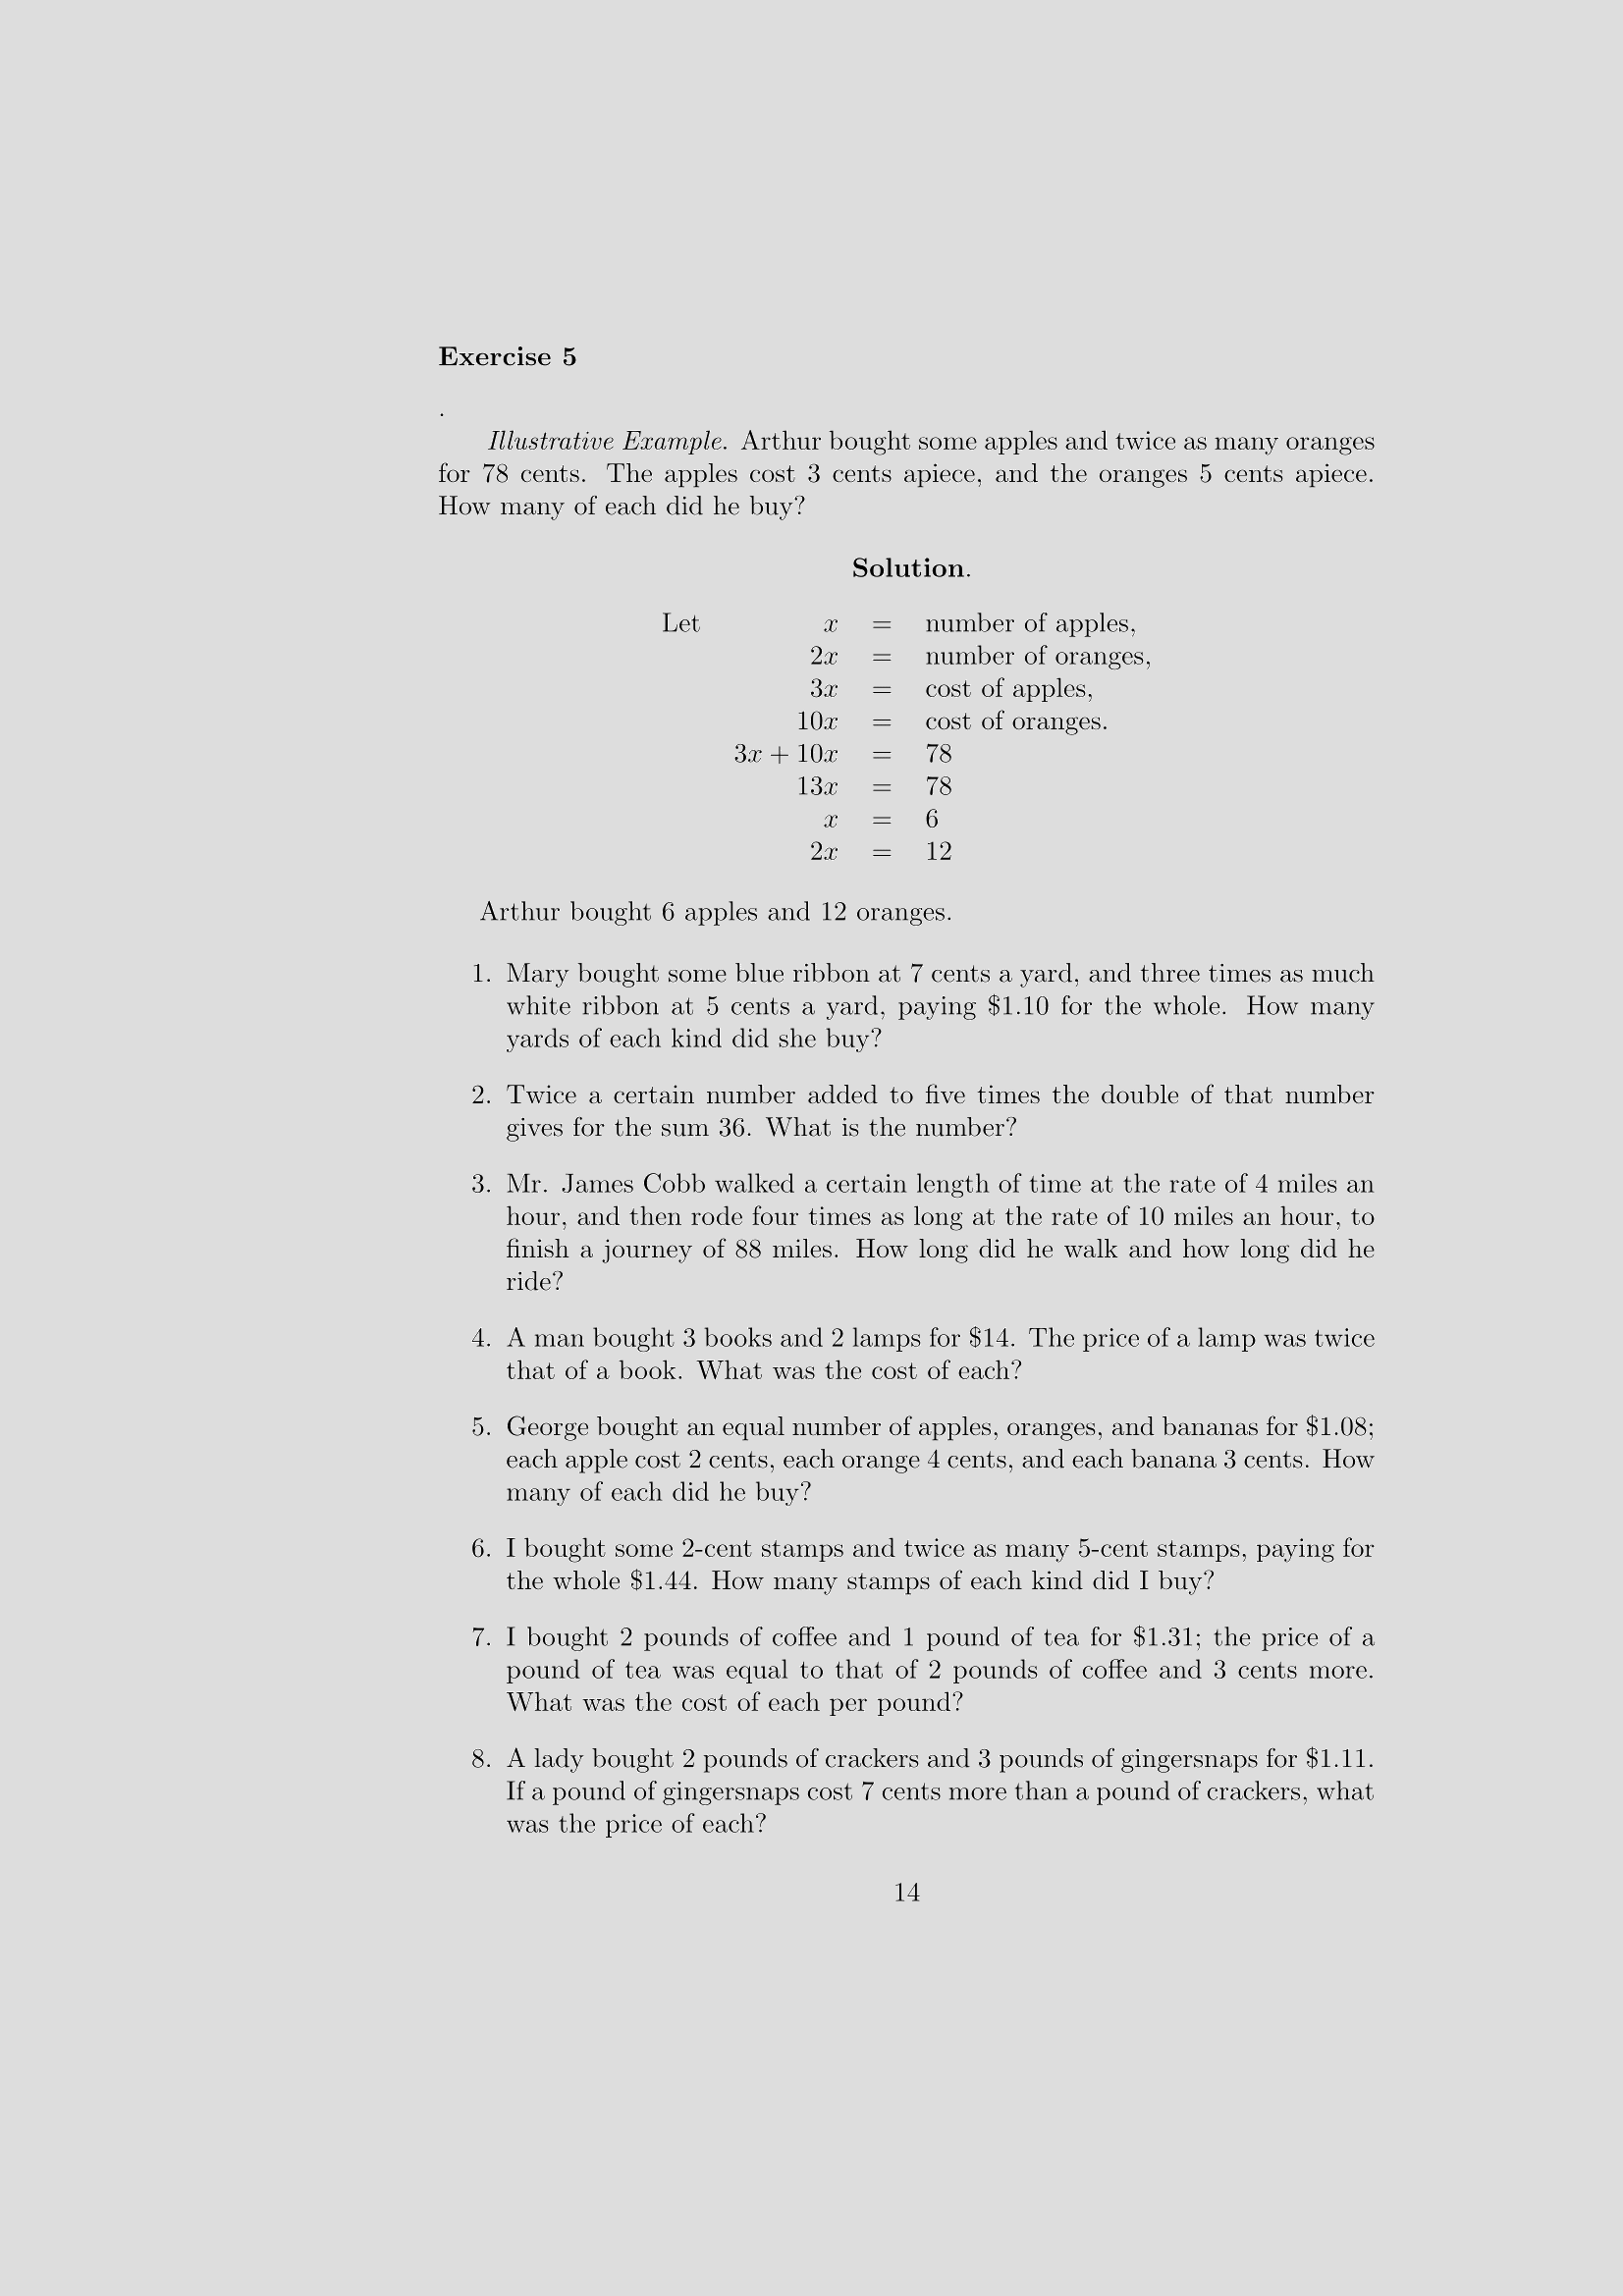 Exercise 5
.
Illustrative Example. Arthur bought some apples and twice as many oranges
for 78 cents. The apples cost 3 cents apiece, and the oranges 5 cents apiece.
How many of each did he buy?
Solution.
Let x = number of apples,
2x = number of oranges,
3x = cost of apples,
10x = cost of oranges.
3x + 10x = 78
13x = 78
x = 6
2x = 12
Arthur bought 6 apples and 12 oranges.
1. Mary bought some blue ribbon at 7 cents a yard, and three times as much
white ribbon at 5 cents a yard, paying $1.10 for the whole. How many
yards of each kind did she buy?
2. Twice a certain number added to five times the double of that number
gives for the sum 36. What is the number?
3. Mr. James Cobb walked a certain length of time at the rate of 4 miles an
hour, and then rode four times as long at the rate of 10 miles an hour, to
finish a journey of 88 miles. How long did he walk and how long did he
ride?
4. A man bought 3 books and 2 lamps for $14. The price of a lamp was twice
that of a book. What was the cost of each?
5. George bought an equal number of apples, oranges, and bananas for $1.08;
each apple cost 2 cents, each orange 4 cents, and each banana 3 cents. How
many of each did he buy?
6. I bought some 2-cent stamps and twice as many 5-cent stamps, paying for
the whole $1.44. How many stamps of each kind did I buy?
7. I bought 2 pounds of coffee and 1 pound of tea for $1.31; the price of a
pound of tea was equal to that of 2 pounds of coffee and 3 cents more.
What was the cost of each per pound?
8. A lady bought 2 pounds of crackers and 3 pounds of gingersnaps for $1.11.
If a pound of gingersnaps cost 7 cents more than a pound of crackers, what
was the price of each?
14